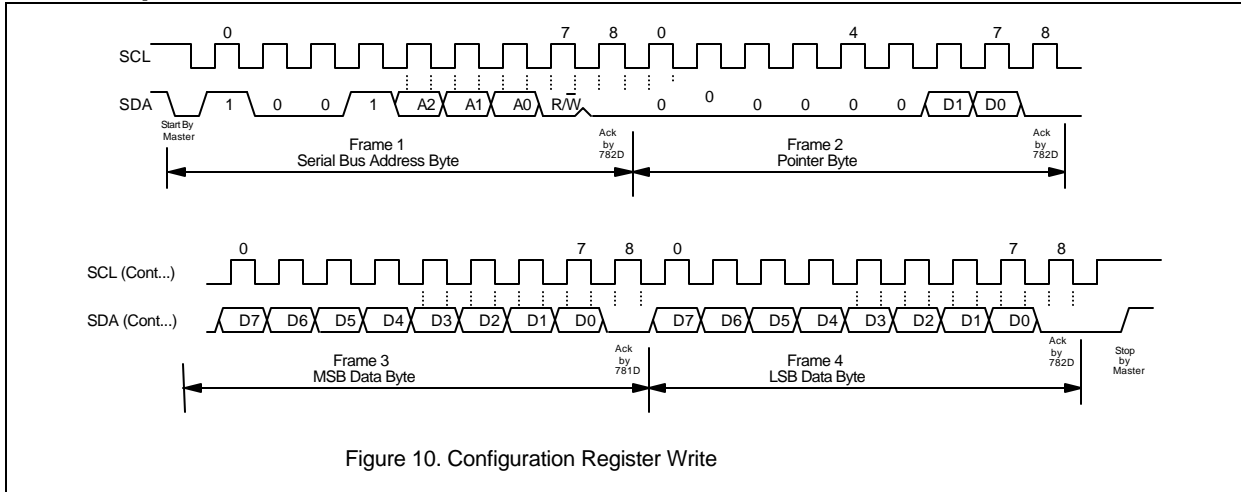 0 7 8 0 4 7 8
SCL
SDA 1 0 0 1 A2 A1 A0 R/W 0 0 0 0 0 0 D1 D0
Start By
Master
Ack
by
782D
Ack
by
782D
Frame 1
Serial Bus Address Byte
Frame 2
Pointer Byte
0 7 8 0 7 8
SCL (Cont...)
SDA (Cont...) D7 D6 D5 D4 D3 D2 D1 D0 D7 D6 D5 D4 D3 D2 D1 D0
Frame 3
MSB Data Byte
Ack
by
781D
Frame 4
LSB Data Byte
Ack
by
782D
Stop
by
Master
Figure 10. Configuration Register Write